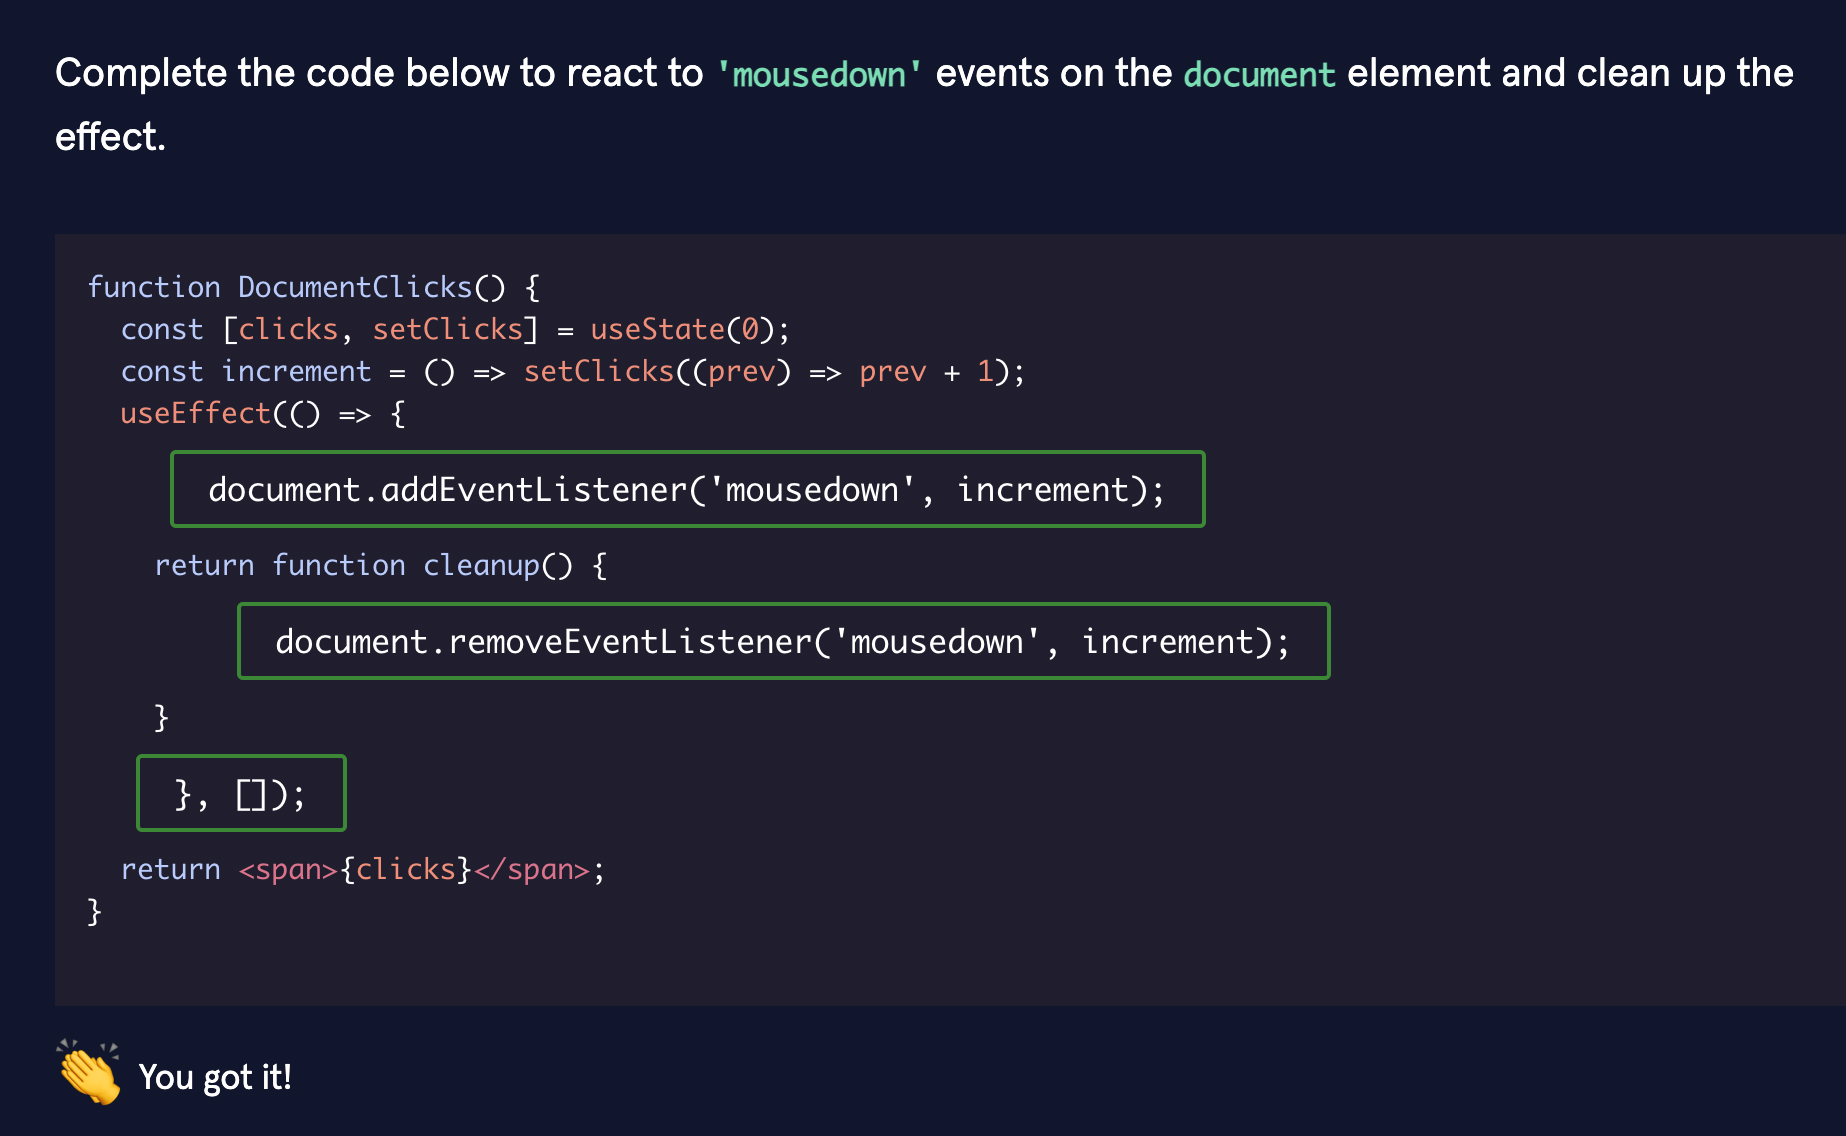 Complete the code below to react to 'mousedown' events on the document element and clean up the
effect.
function DocumentClicks() {
  const [clicks, setClicks] = useState(0);
  const increment = () => setClicks((prev) => prev + 1);
  useEffect(() => {
    document.addEventListener('mousedown', increment);
    return function cleanup() {
      document.removeEventListener('mousedown', increment);
    }
  }, []);
  return <span>{clicks}</span>;
}
You got it!